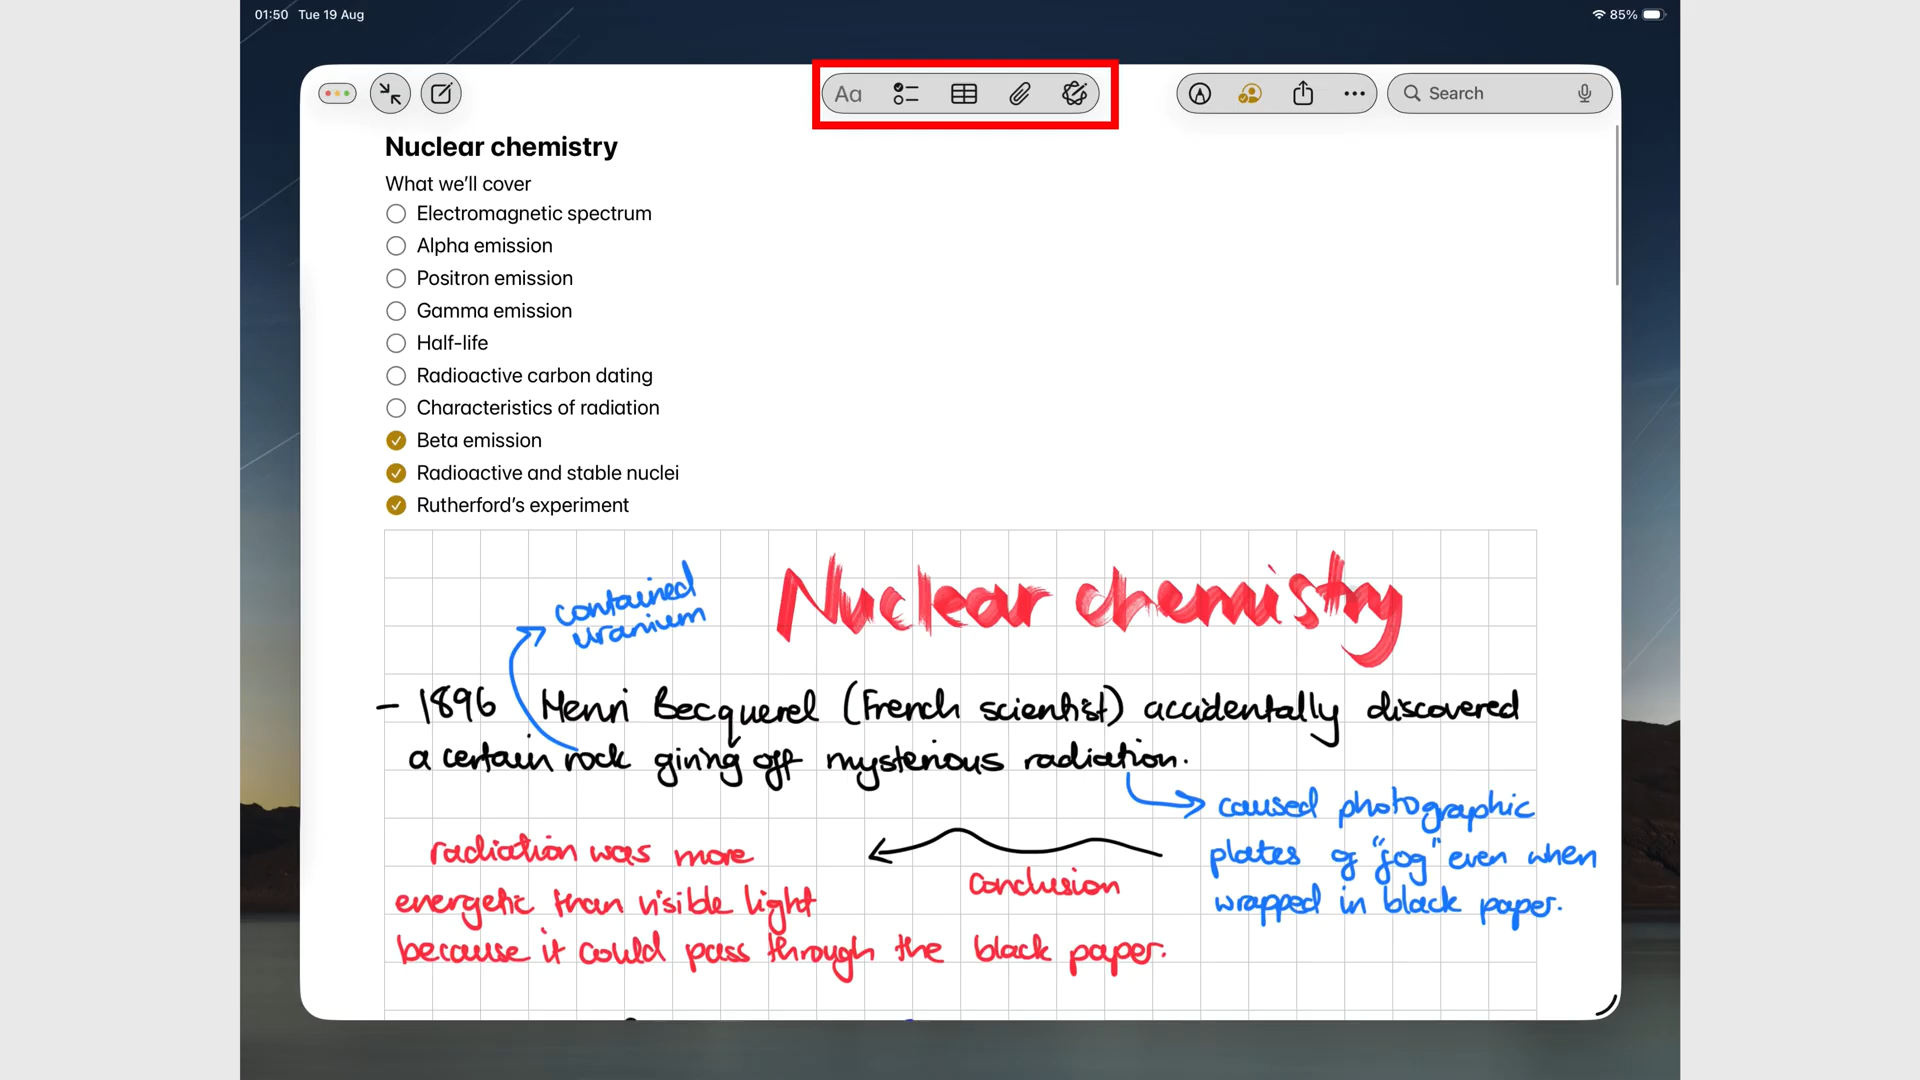 01:50 Tue 19 Aug
85%
Aa
Search
Nuclear chemistry
What we'll cover
Electromagnetic spectrum
Alpha emission
Positron emission
Gamma emission
Half-life
Radioactive carbon dating
Characteristics of radiation
Beta emission
Radioactive and stable nuclei
Rutherford's experiment
Nuclear chemistry
contained
uranium
- 1896 Henri Becquerel (French scientist) accidentally discovered
a certain rock giving off mysterious radiation.
caused photographic
plates of "fog" even when
wrapped in black paper.
Conclusion
radiation was more
energetic than visible light
because it could pass through the black paper.